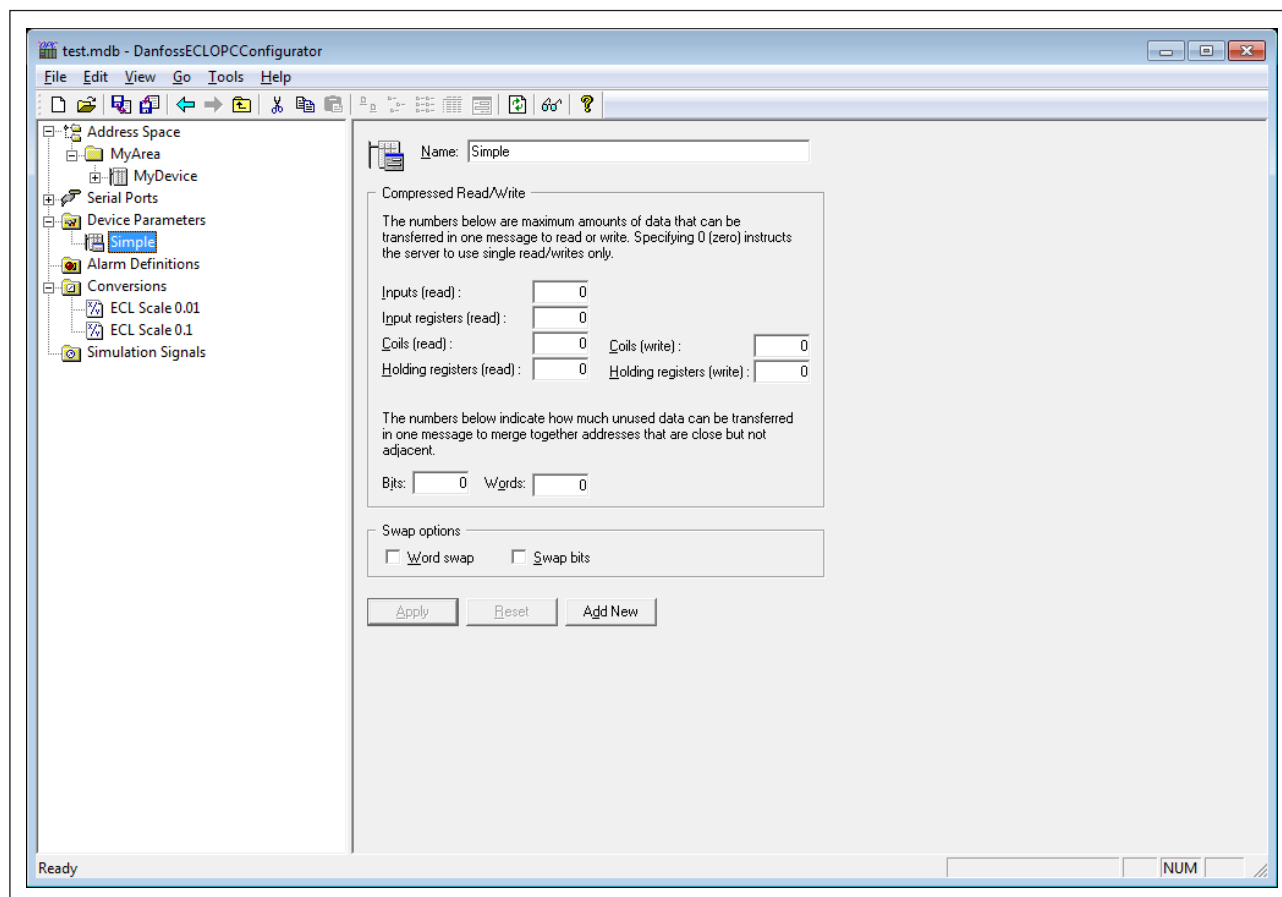 test.mdb - DanfossECLOPCConfigurator
File Edit View Go Tools Help
Address Space
MyArea
MyDevice
Serial Ports
Device Parameters
Simple
Alarm Definitions
Conversions
ECL Scale 0.01
ECL Scale 0.1
Simulation Signals
Name: Simple
Compressed Read/Write
The numbers below are maximum amounts of data that can be
transferred in one message to read or write. Specifying 0 (zero) instructs
the server to use single read/writes only.
Inputs (read) : 0
Input registers (read) : 0
Coils (read) : 0 Coils (write) : 0
Holding registers (read) : 0 Holding registers (write) : 0
The numbers below indicate how much unused data can be transferred
in one message to merge together addresses that are close but not
adjacent.
Bits: 0 Words: 0
Swap options
Word swap Swap bits
Apply Reset Add New
Ready NUM